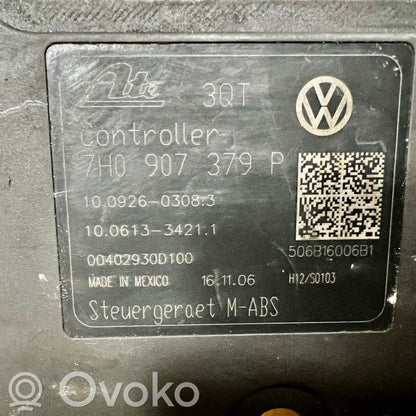 Ate 3QT
controller
7H0 907 379 P
10.0926-0308.3
10.0613-3421.1
00402930D100
506B16006B1
MADE IN MEXICO 16.11.06 H12/S0103
Steuergeraet M-ABS
Ovoko